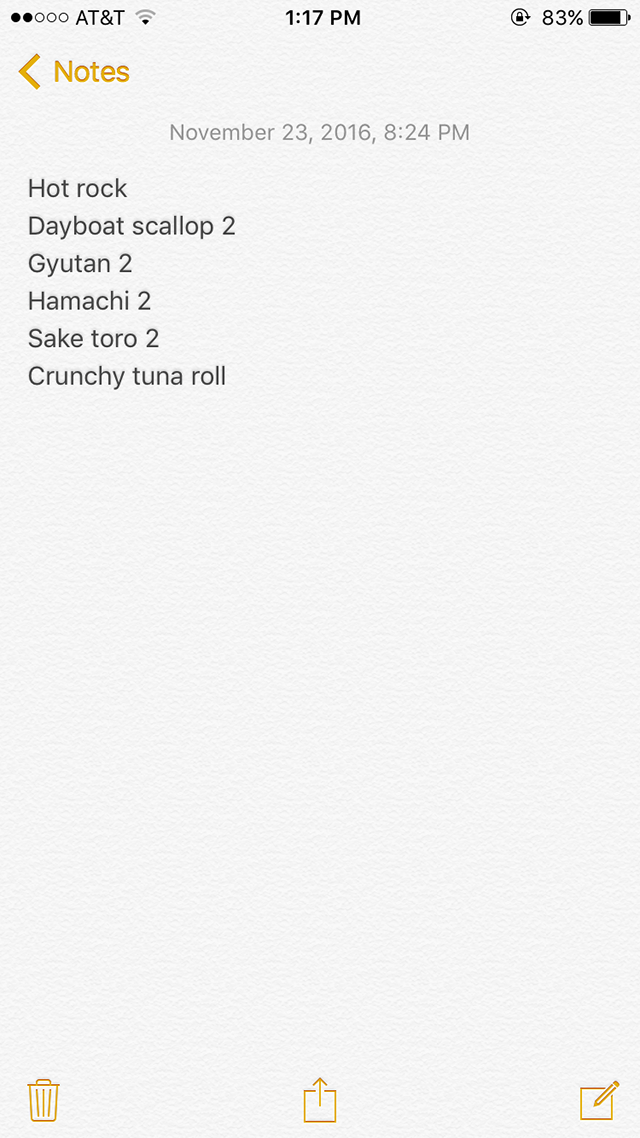 AT&T 1:17 PM 83%
Notes
November 23, 2016, 8:24 PM
Hot rock
Dayboat scallop 2
Gyutan 2
Hamachi 2
Sake toro 2
Crunchy tuna roll